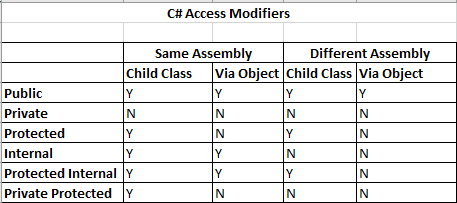 C# Access Modifiers
Same Assembly Different Assembly
Child Class Via Object Child Class Via Object
Public Y Y Y Y
Private N N N N
Protected Y N Y N
Internal Y Y N N
Protected Internal Y Y Y N
Private Protected Y N N N